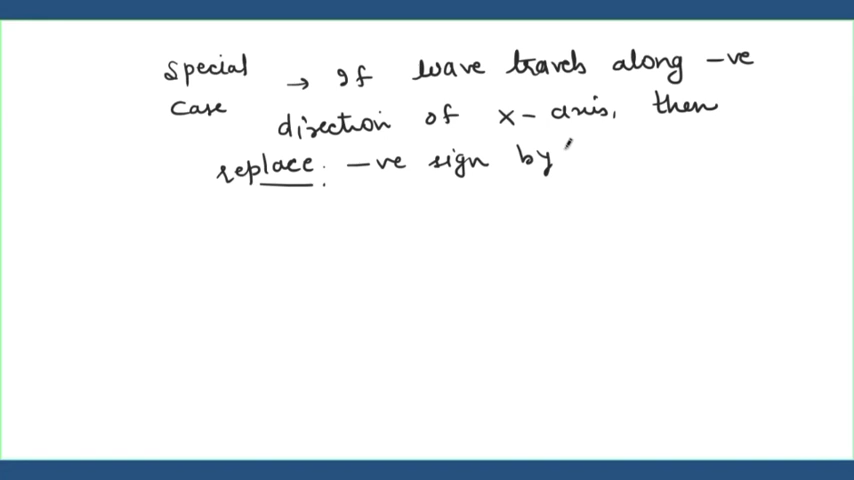 special → If wave travels along -ve
case direction of x-axis, then
replace: -ve sign by